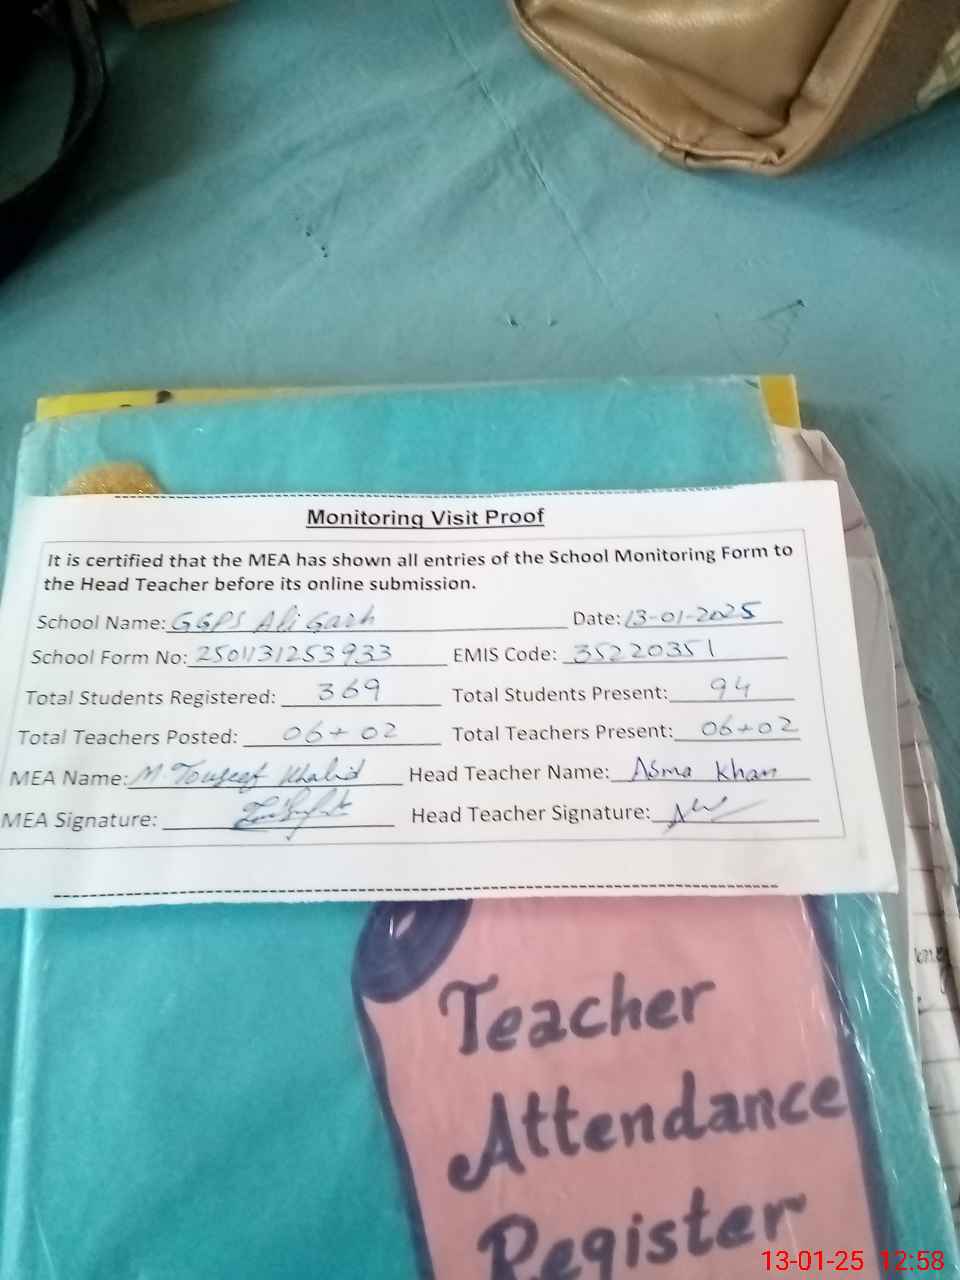 Monitoring Visit Proof
It is certified that the MEA has shown all entries of the School Monitoring Form to
the Head Teacher before its online submission.
School Name: GGPS Ali Garh Date: 13-01-2025
School Form No: 2501131253933 EMIS Code: 35220351
Total Students Registered: 369 Total Students Present: 94
Total Teachers Posted: 06+02 Total Teachers Present: 06+02
MEA Name: M. Touseef Khalid Head Teacher Name: Asma Khan
MEA Signature: Head Teacher Signature:
Teacher
Attendance
Register
13-01-25 12:58